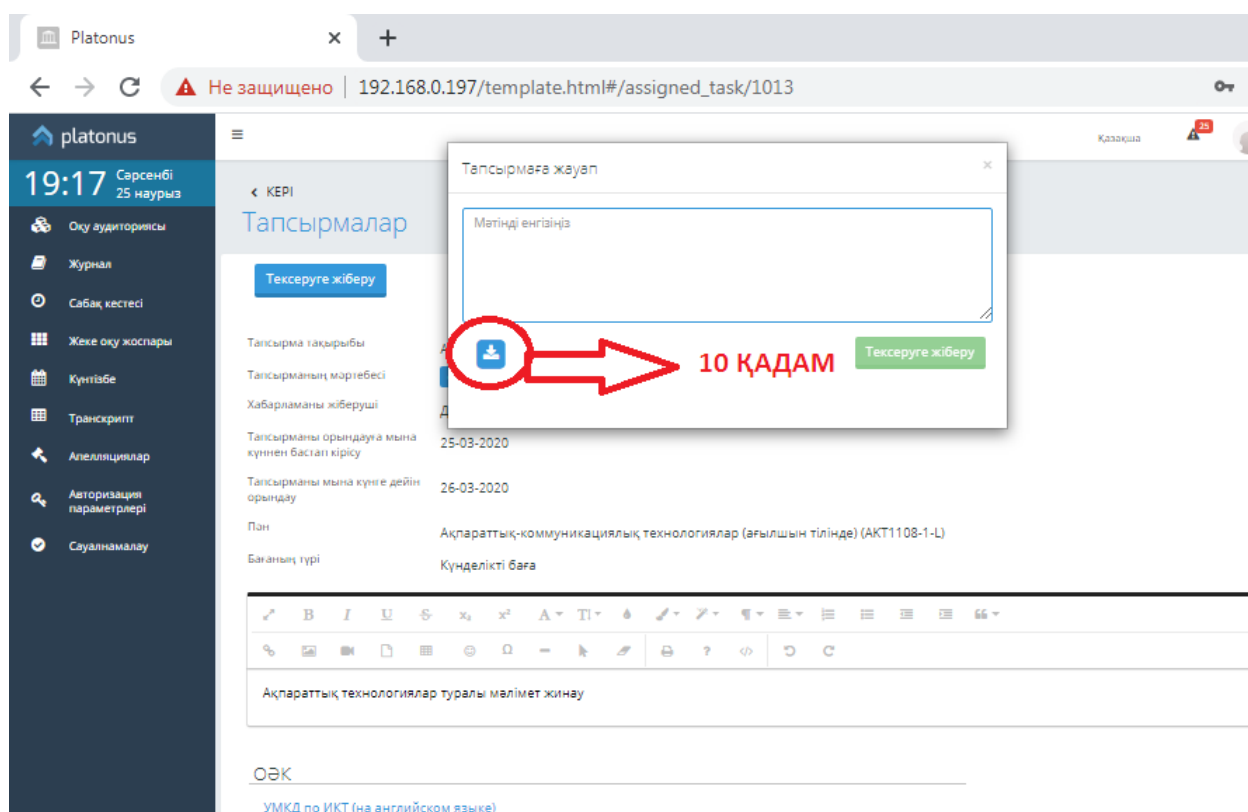 Platonus
Не защищено | 192.168.0.197/template.html#/assigned_task/1013
platonus
Қазақша
25
19:17 Сәрсенбі
25 наурыз
Оқу аудиториясы
Журнал
Сабақ кестесі
Жеке оқу жоспары
Күнтізбе
Транскрипт
Апелляциялар
Авторизация
параметрлері
Сауалнамалау
КЕРІ
Тапсырмалар
Тексеруге жіберу
Тапсырмаға жауап
Мәтінді енгізіңіз
10 ҚАДАМ
Тексеруге жіберу
Тапсырма тақырыбы
Тапсырманың мәртебесі
Хабарламаны жіберуші
Тапсырманы орындауға мына
күннен бастап кірісу
25-03-2020
Тапсырманы мына күнге дейін
орындау
26-03-2020
Пән
Ақпараттық-коммуникациялық технологиялар (ағылшын тілінде) (АКТ1108-1-L)
Бағаның түрі
Күнделікті баға
Ақпараттық технологиялар туралы мәлімет жинау
ОӘК
УМКД по ИКТ (на английском языке)